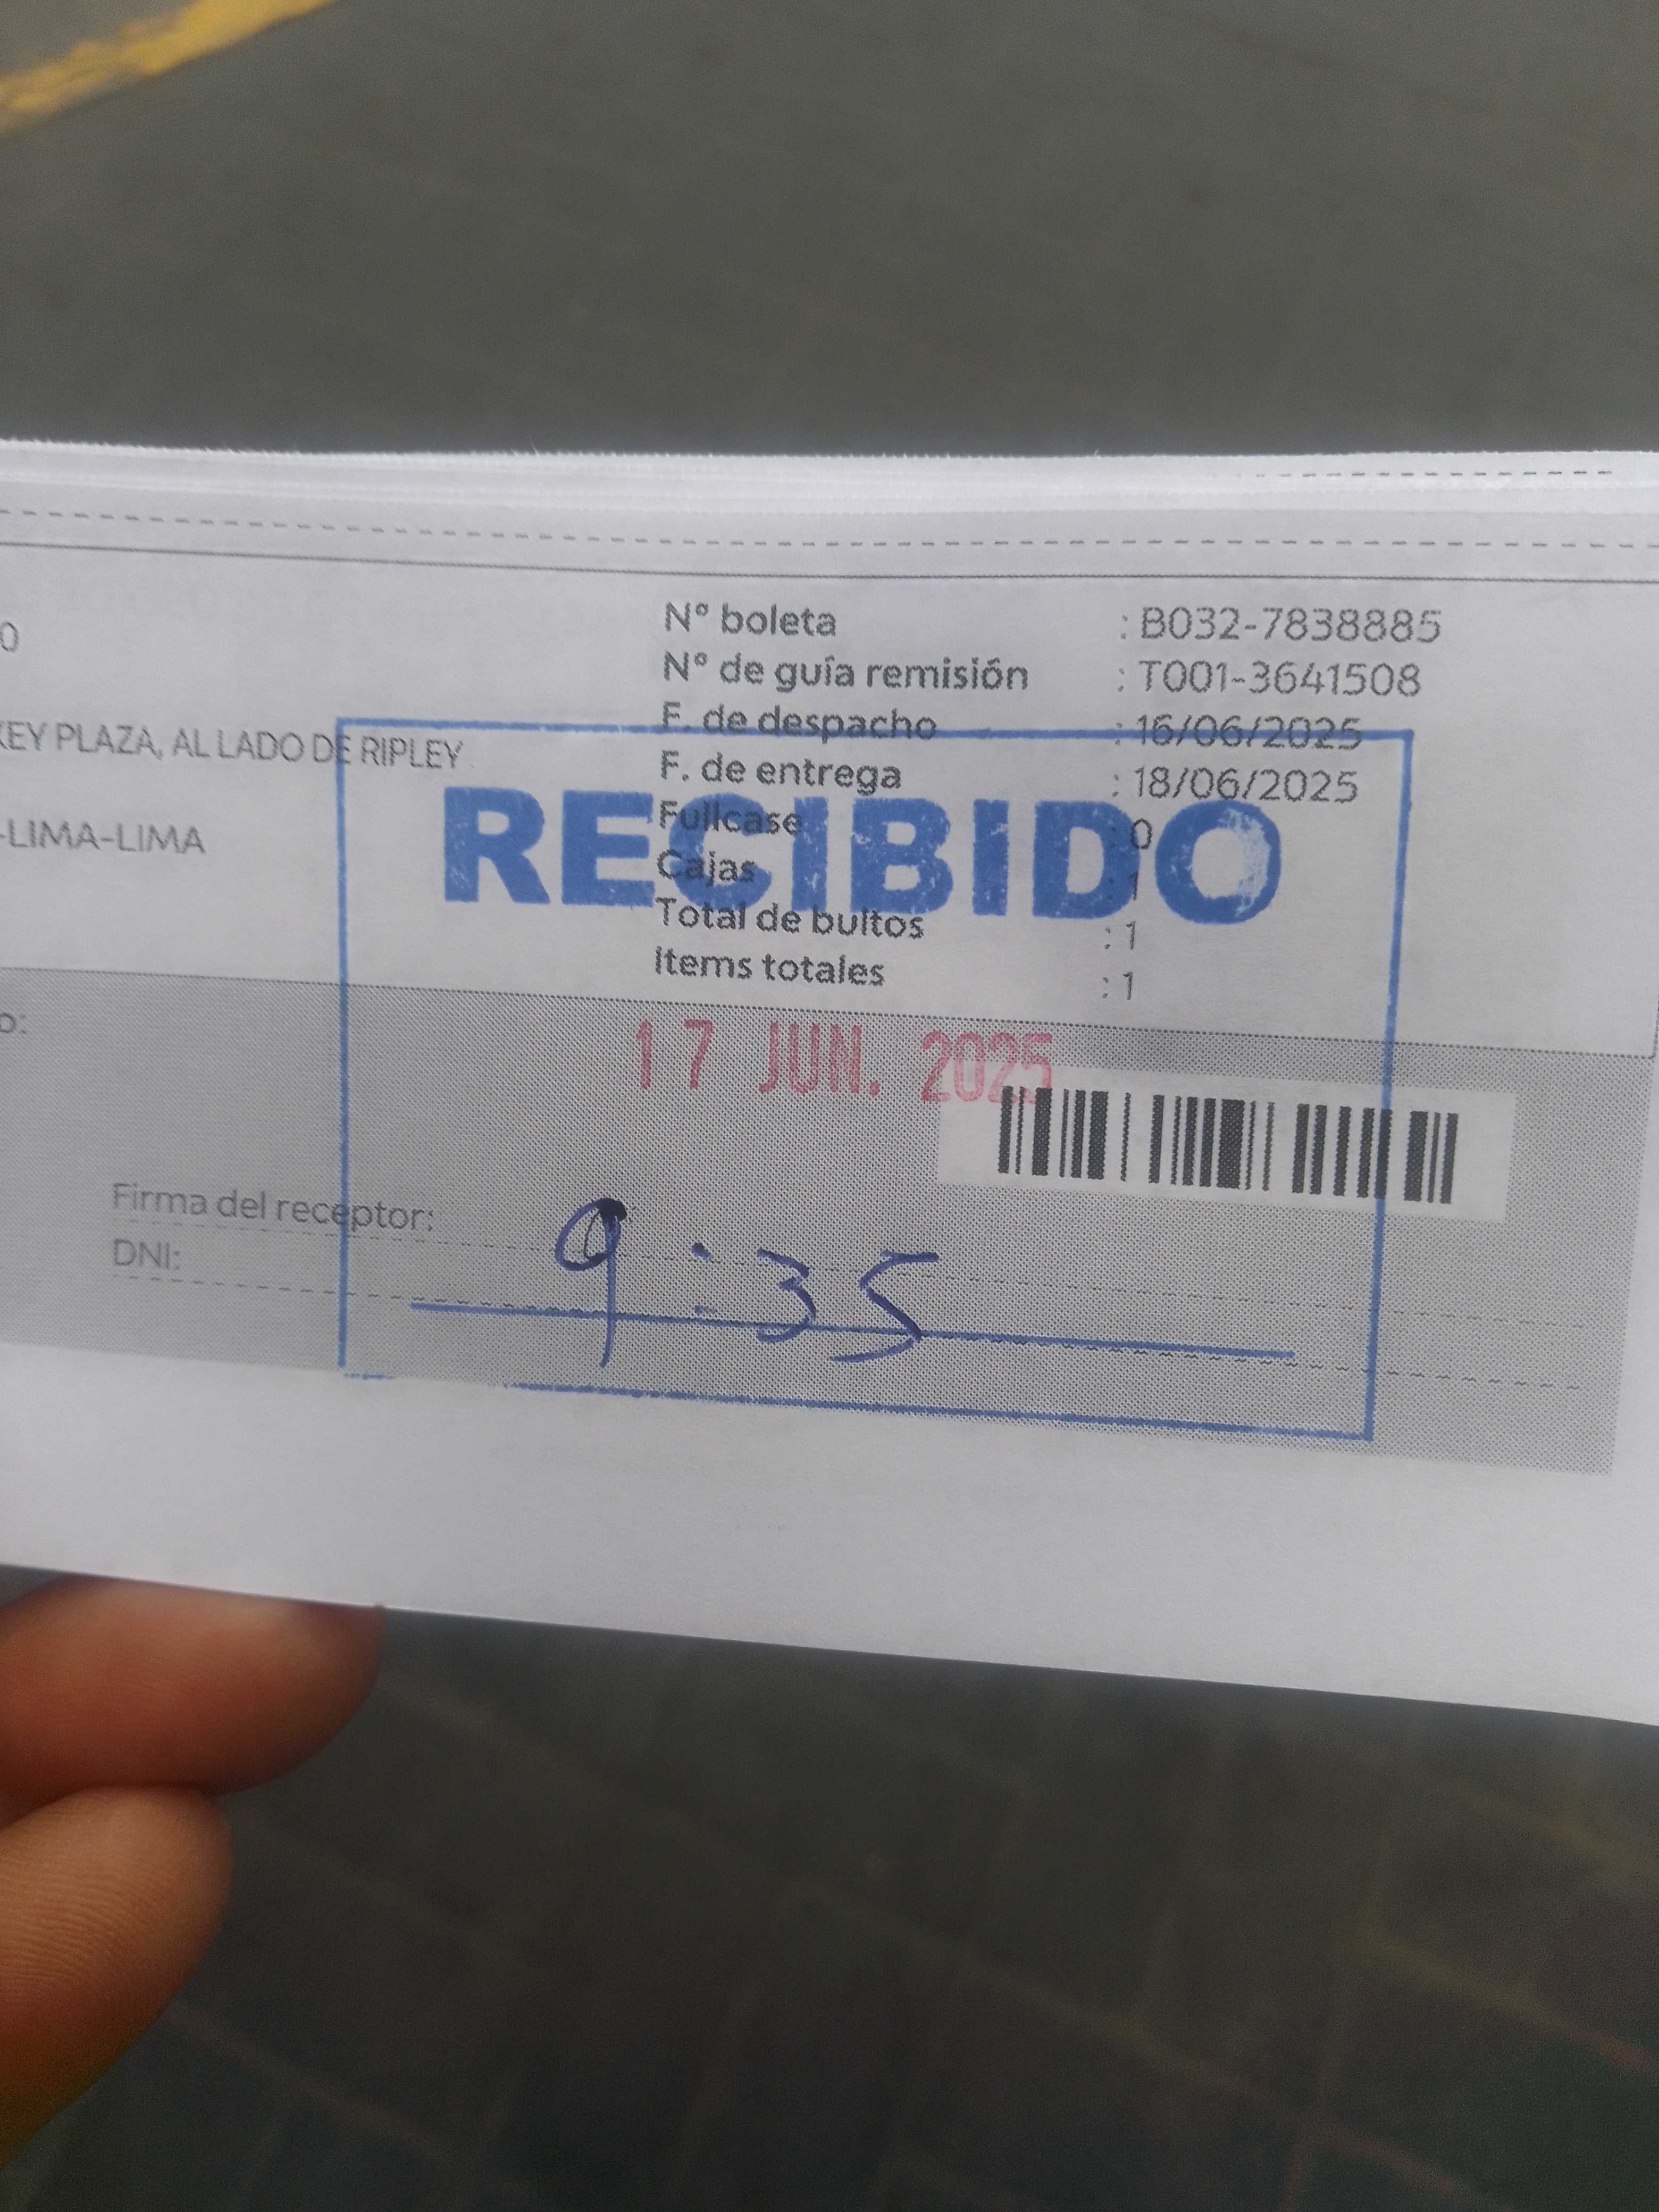 0
KEY PLAZA, AL LADO DE RIPLEY
-LIMA-LIMA
N° boleta : B032-7838885
N° de guía remisión : T001-3641508
F. de despacho : 16/06/2025
F. de entrega : 18/06/2025
Fullcase : 0
Cajas : 1
Total de bultos : 1
Items totales : 1
RECIBIDO
o:
17 JUN. 2025
Firma del receptor:
DNI:
9:35